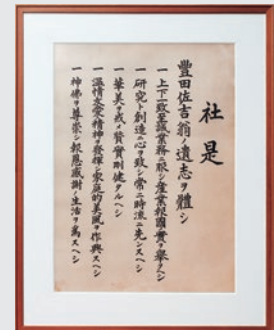 社是
豐田佐吉翁ノ遺志ヲ體シ
一 上下一致至誠業務ニ服シ産業報國ノ實ヲ擧クヘシ
一 研究ト創造ニ心ヲ致シ常ニ時流ニ先ンスヘシ
一 華美ヲ戒メ質實剛健タルヘシ
一 溫情友愛ノ精神ヲ發揮シ家庭的美風ヲ作興スヘシ
一 神佛ヲ尊崇シ報恩感謝ノ生活ヲ爲スヘシ